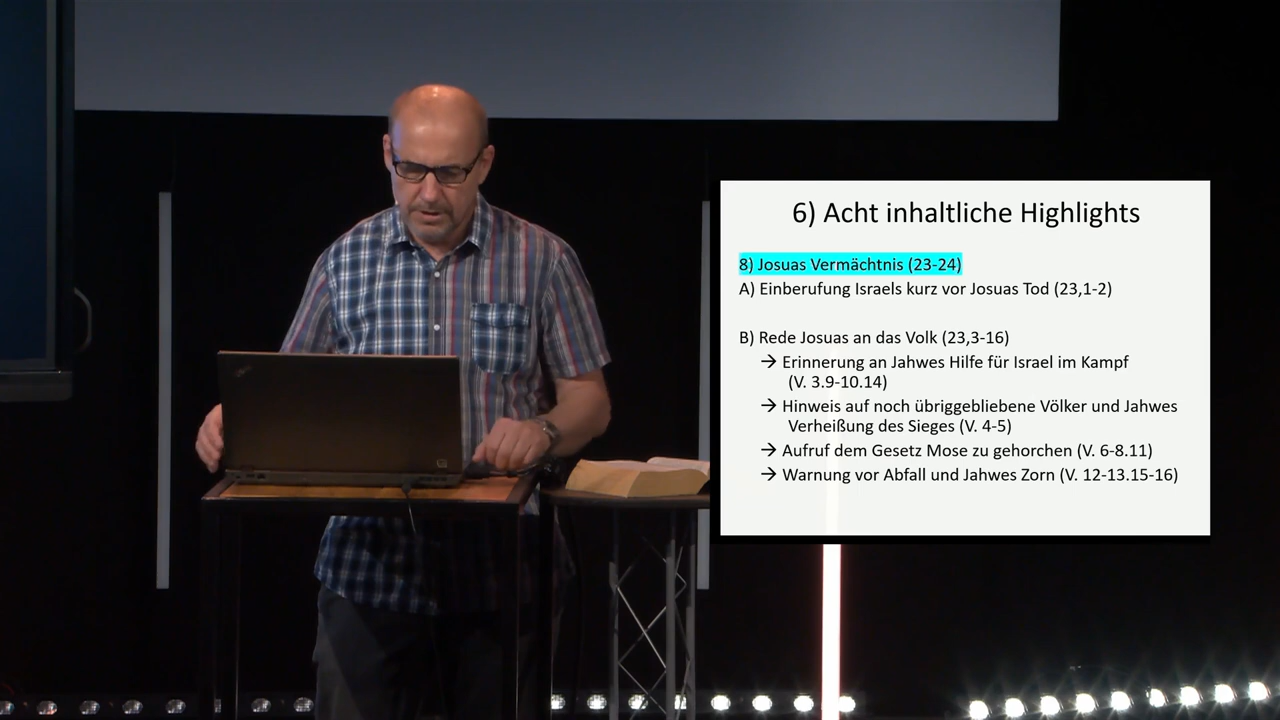 6) Acht inhaltliche Highlights
8) Josuas Vermächtnis (23-24)
A) Einberufung Israels kurz vor Josuas Tod (23,1-2)
B) Rede Josuas an das Volk (23,3-16)
→ Erinnerung an Jahwes Hilfe für Israel im Kampf
(V. 3.9-10.14)
→ Hinweis auf noch übriggebliebene Völker und Jahwes
Verheißung des Sieges (V. 4-5)
→ Aufruf dem Gesetz Mose zu gehorchen (V. 6-8.11)
→ Warnung vor Abfall und Jahwes Zorn (V. 12-13.15-16)